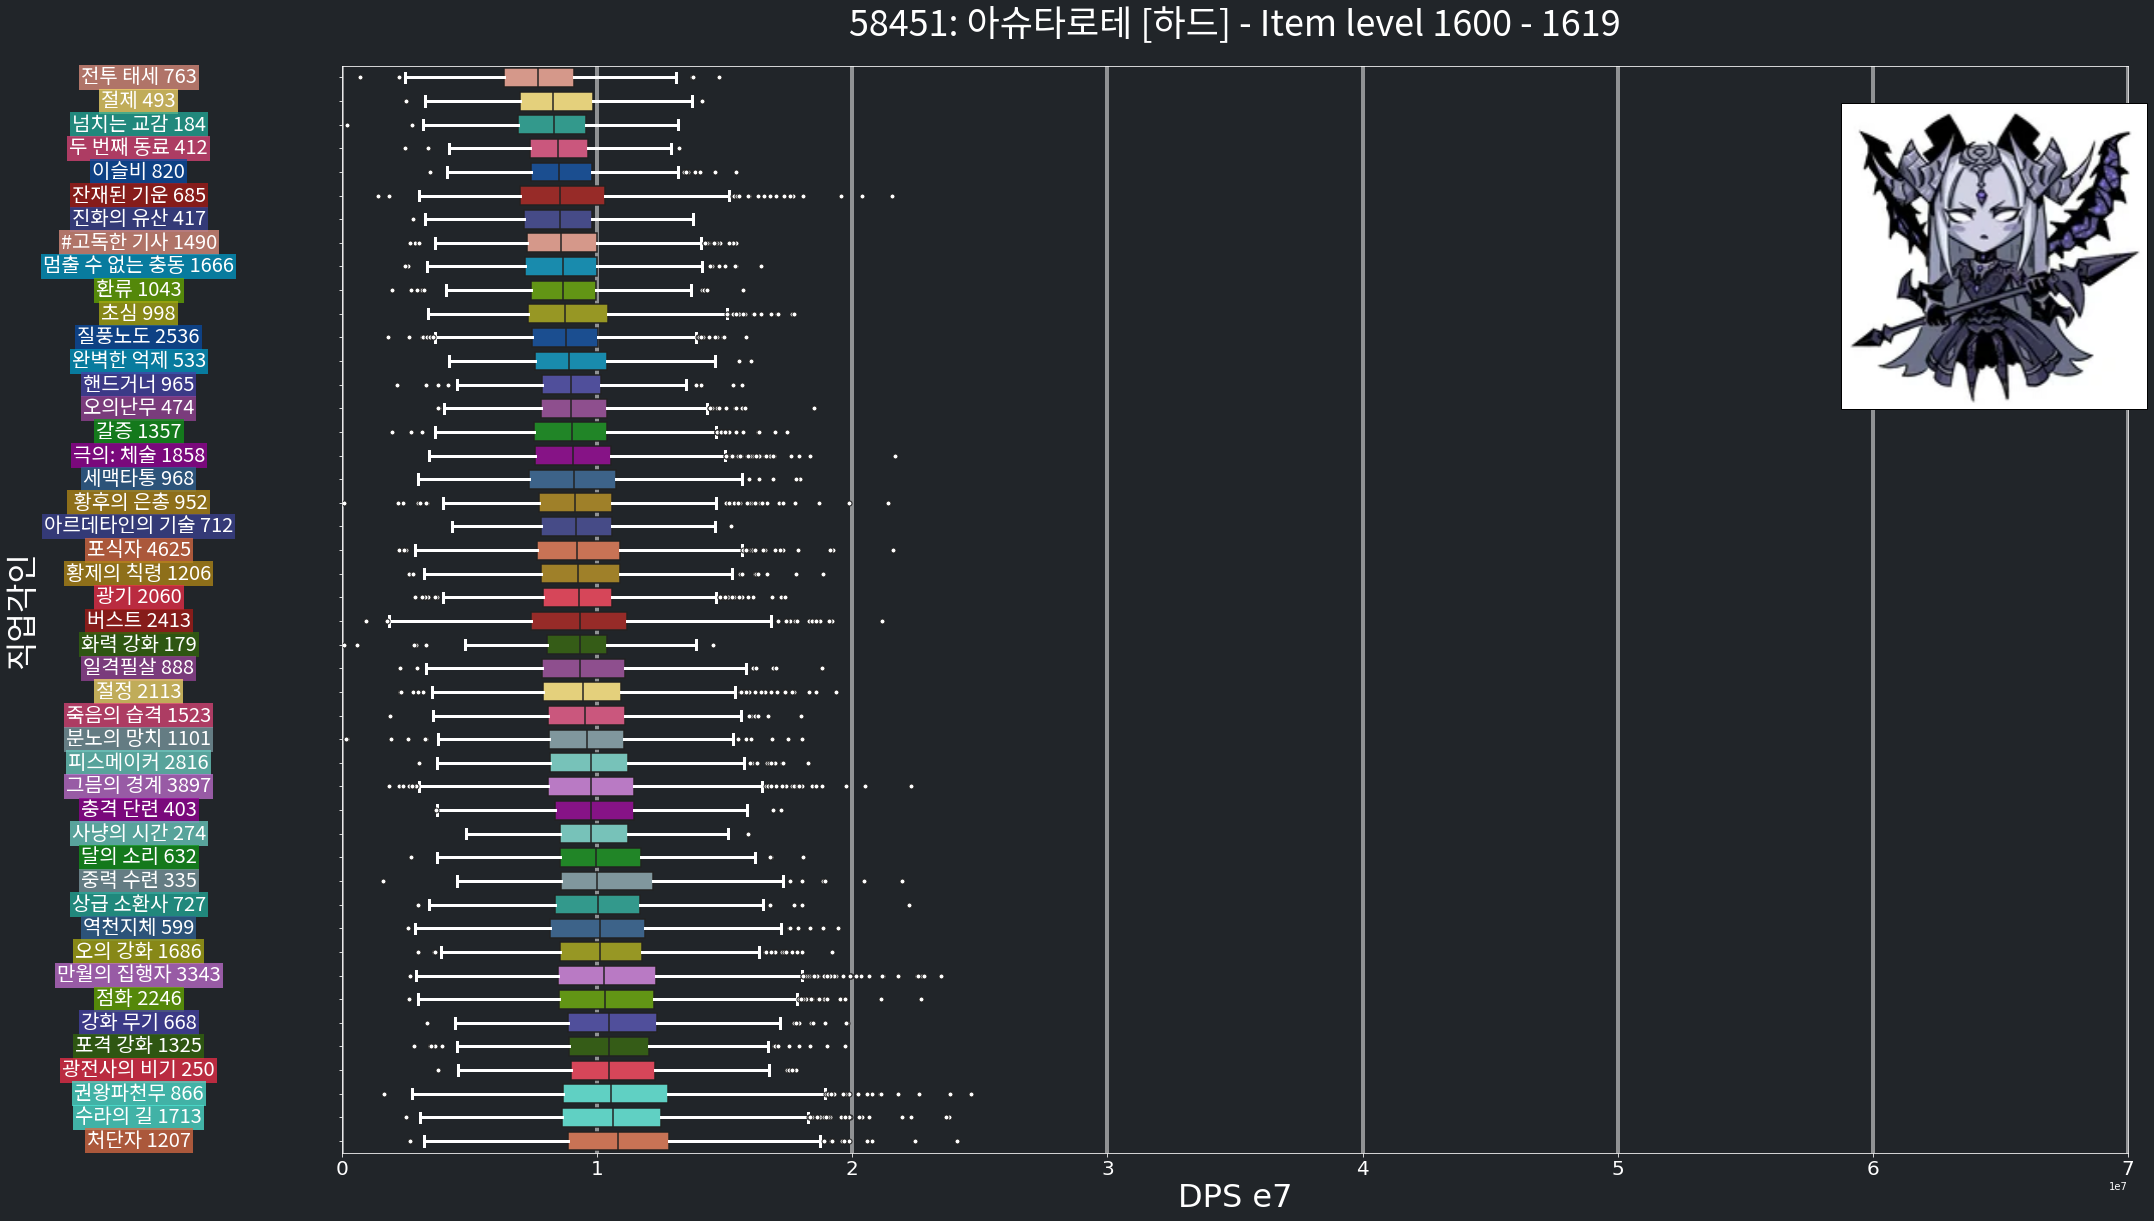 58451: 아슈타로테 [하드] - Item level 1600 - 1619
직업각인
전투 태세 763
절제 493
넘치는 교감 184
두 번째 동료 412
이슬비 820
잔재된 기운 685
진화의 유산 417
#고독한 기사 1490
멈출 수 없는 충동 1666
환류 1043
초심 998
질풍노도 2536
완벽한 억제 533
핸드거너 965
오의난무 474
갈증 1357
극의: 체술 1858
세맥타통 968
황후의 은총 952
아르데타인의 기술 712
포식자 4625
황제의 칙령 1206
광기 2060
버스트 2413
화력 강화 179
일격필살 888
절정 2113
죽음의 습격 1523
분노의 망치 1101
피스메이커 2816
그믐의 경계 3897
충격 단련 403
사냥의 시간 274
달의 소리 632
중력 수련 335
상급 소환사 727
역천지체 599
오의 강화 1686
만월의 집행자 3343
점화 2246
강화 무기 668
포격 강화 1325
광전사의 비기 250
권왕파천무 866
수라의 길 1713
처단자 1207
0 1 2 3 4 5 6 7
1e7
DPS e7